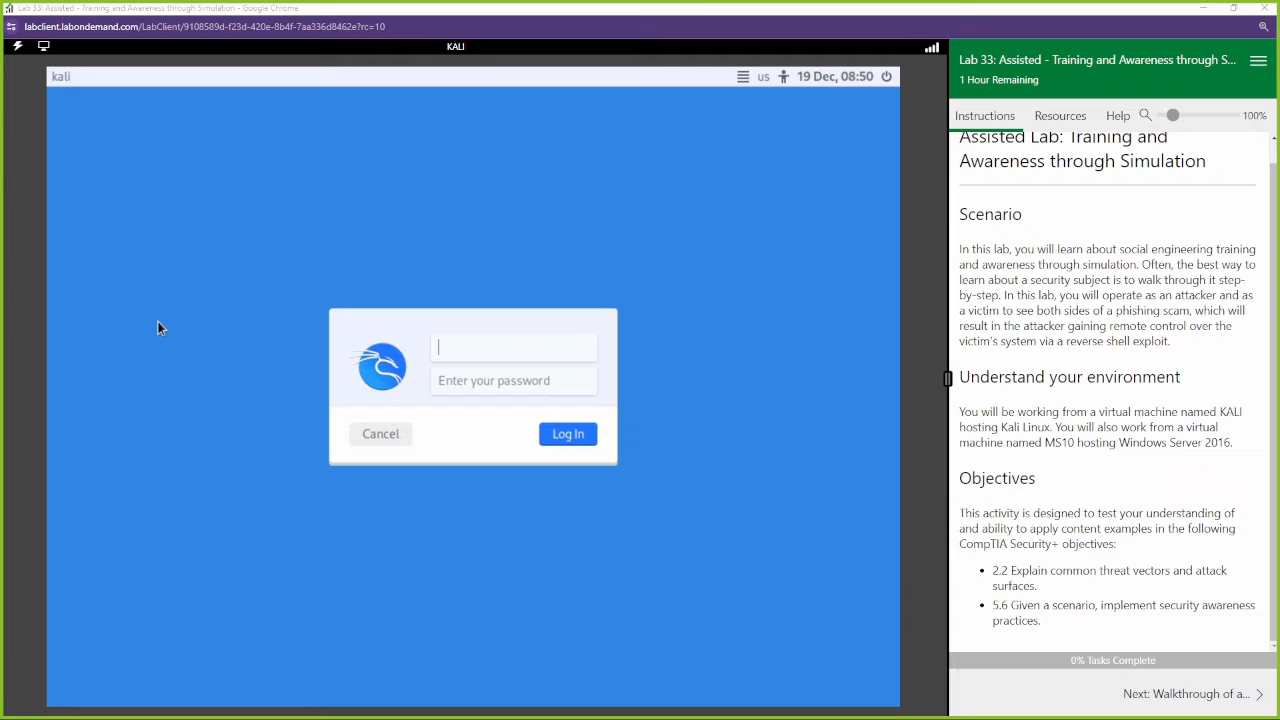 Lab 33: Assisted - Training and Awareness through Simulation - Google Chrome
labclient.labondemand.com/LabClient/9108589d-f23d-420e-8b4f-7aa336d8462e?rc=10
KALI
kali
us 19 Dec, 08:50
Enter your password
Cancel
Log In
Lab 33: Assisted - Training and Awareness through S...
1 Hour Remaining
Instructions Resources Help 100%
Assisted Lab: Training and
Awareness through Simulation
Scenario
In this lab, you will learn about social engineering training
and awareness through simulation. Often, the best way to
learn about a security subject is to walk through it step-
by-step. In this lab, you will operate as an attacker and as
a victim to see both sides of a phishing scam, which will
result in the attacker gaining remote control over the
victim's system via a reverse shell exploit.
Understand your environment
You will be working from a virtual machine named KALI
hosting Kali Linux. You will also work from a virtual
machine named MS10 hosting Windows Server 2016.
Objectives
This activity is designed to test your understanding of
and ability to apply content examples in the following
CompTIA Security+ objectives:
• 2.2 Explain common threat vectors and attack
surfaces.
• 5.6 Given a scenario, implement security awareness
practices.
0% Tasks Complete
Next: Walkthrough of a...